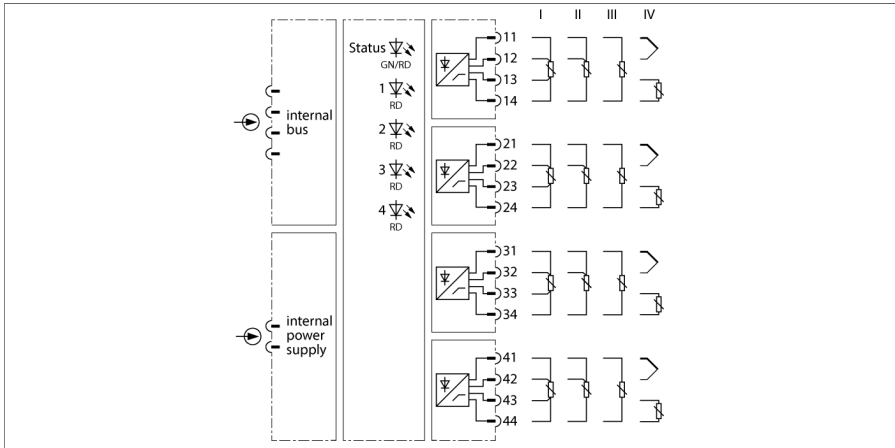 I II III IV
Status
GN/RD
1
RD
2
RD
3
RD
4
RD
internal
bus
internal
power
supply
11
12
13
14
21
22
23
24
31
32
33
34
41
42
43
44